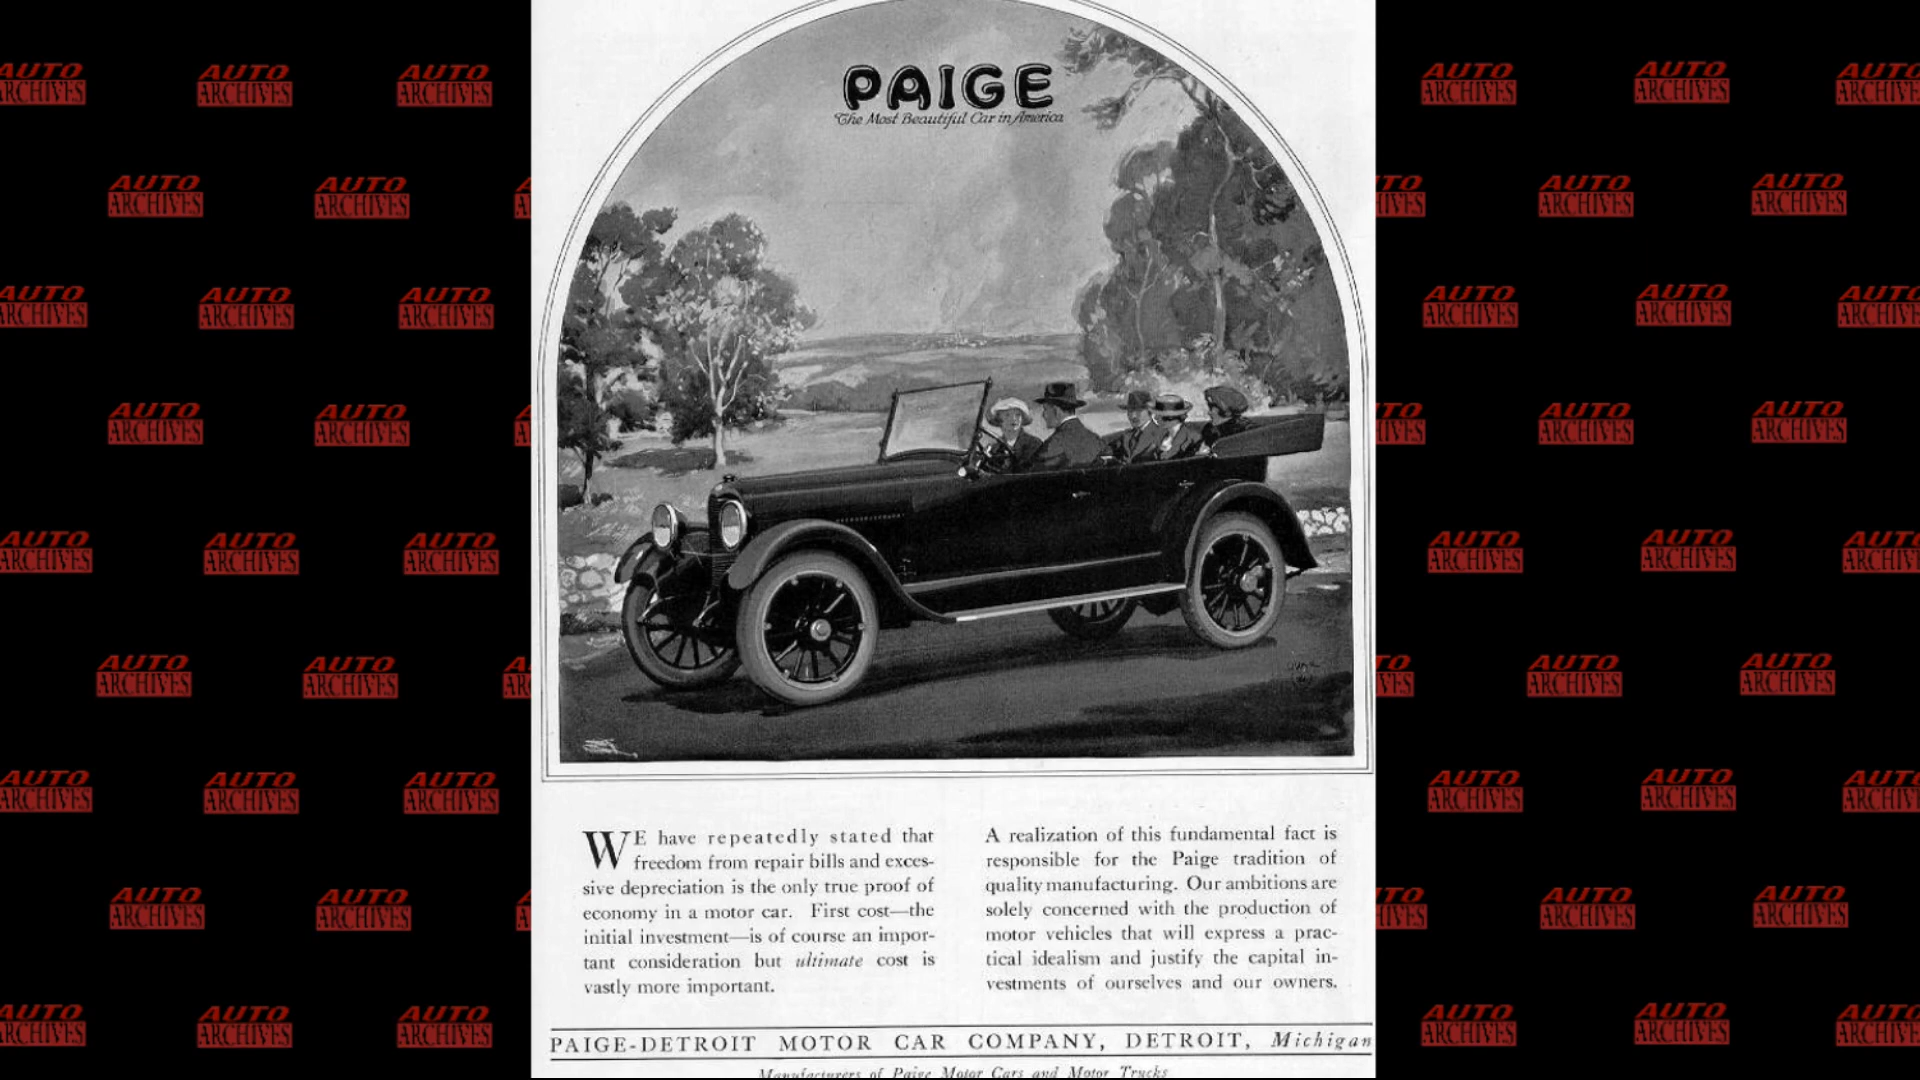 PAIGE
The Most Beautiful Car in America
WE have repeatedly stated that
freedom from repair bills and exces-
sive depreciation is the only true proof of
economy in a motor car. First cost—the
initial investment—is of course an impor-
tant consideration but ultimate cost is
vastly more important.
A realization of this fundamental fact is
responsible for the Paige tradition of
quality manufacturing. Our ambitions are
solely concerned with the production of
motor vehicles that will express a prac-
tical idealism and justify the capital in-
vestments of ourselves and our owners.
PAIGE-DETROIT MOTOR CAR COMPANY, DETROIT, Michigan
Manufacturers of Paige Motor Cars and Motor Trucks
AUTO
ARCHIVES